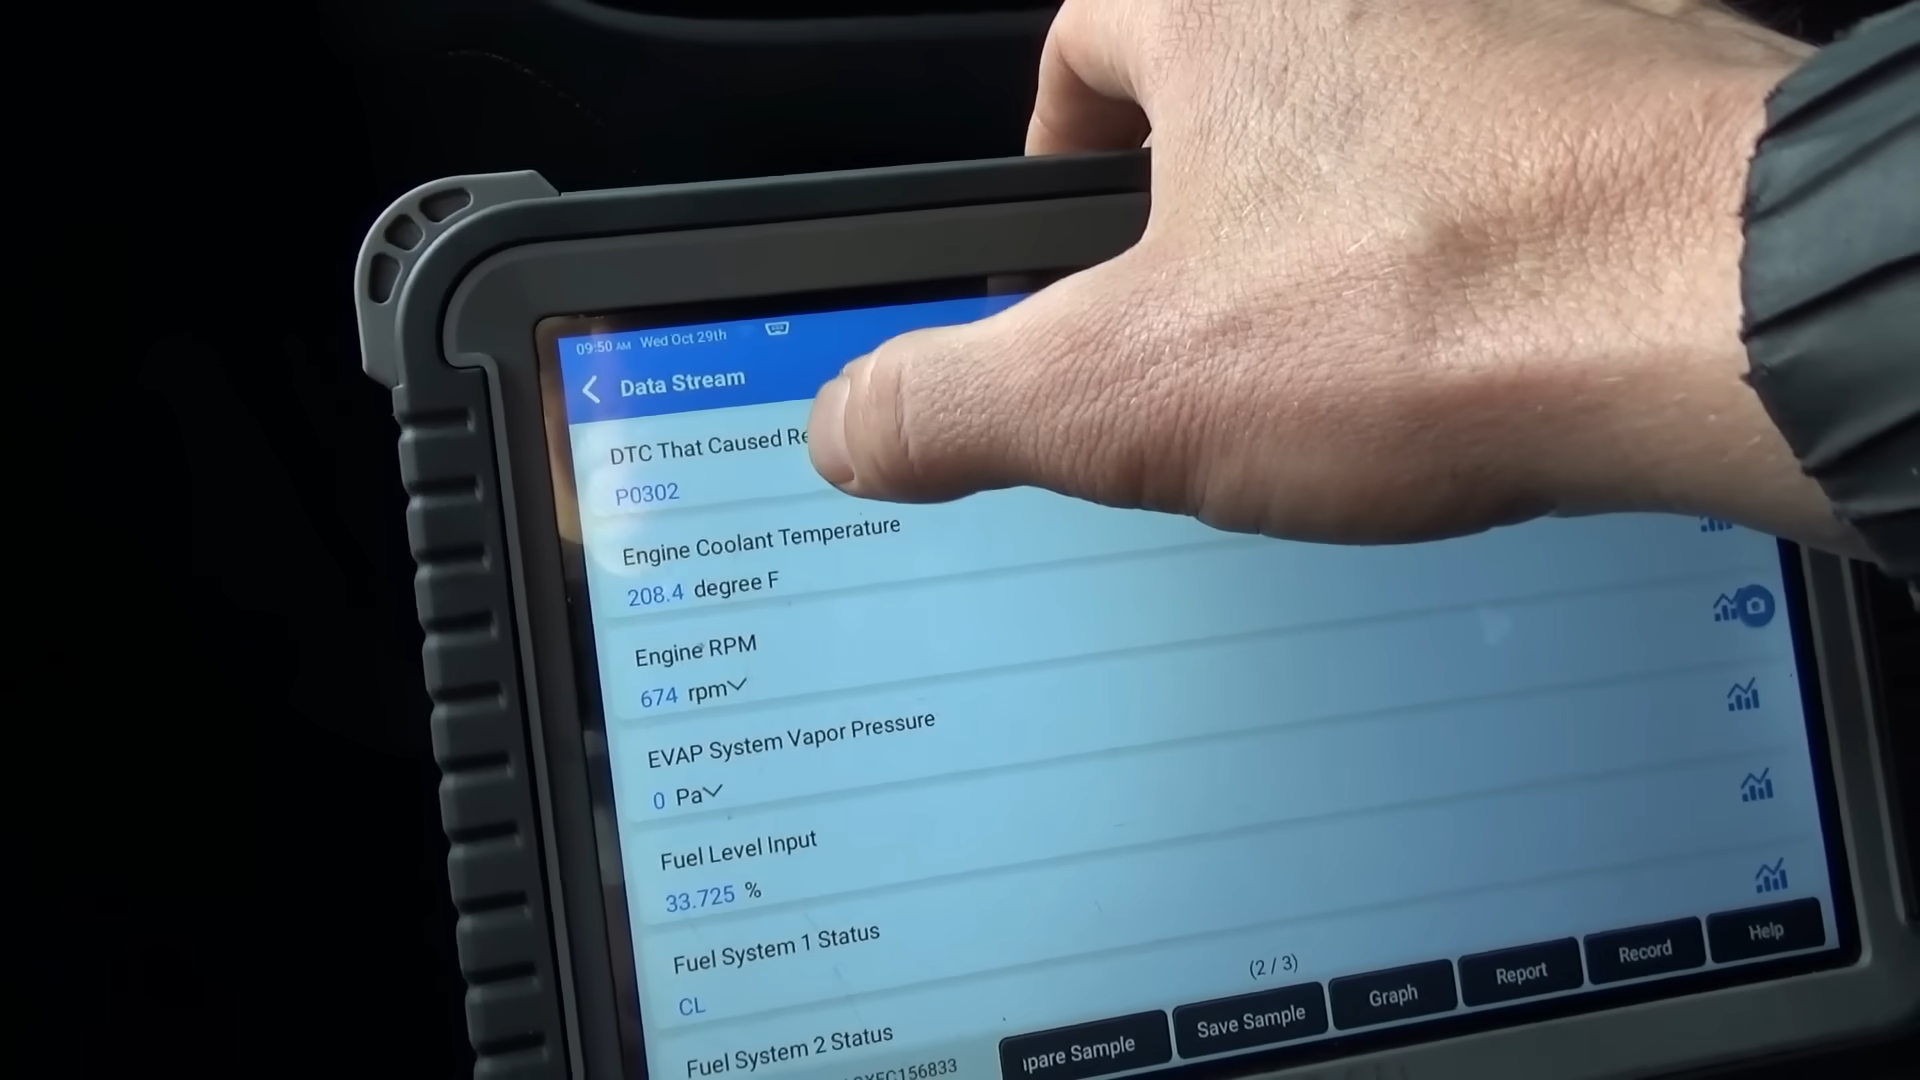 09:50 AM Wed Oct 29th
Data Stream
DTC That Caused
P0302
Engine Coolant Temperature
208.4 degree F
Engine RPM
674 rpm
EVAP System Vapor Pressure
0 Pa
Fuel Level Input
33.725 %
Fuel System 1 Status
CL
Fuel System 2 Status
(2 / 3)
Sample
Save Sample
Graph
Report
Record
Help